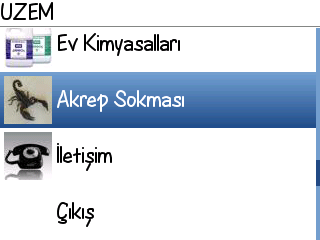 UZEM
Ev Kimyasalları
Akrep Sokması
İletişim
Çıkış